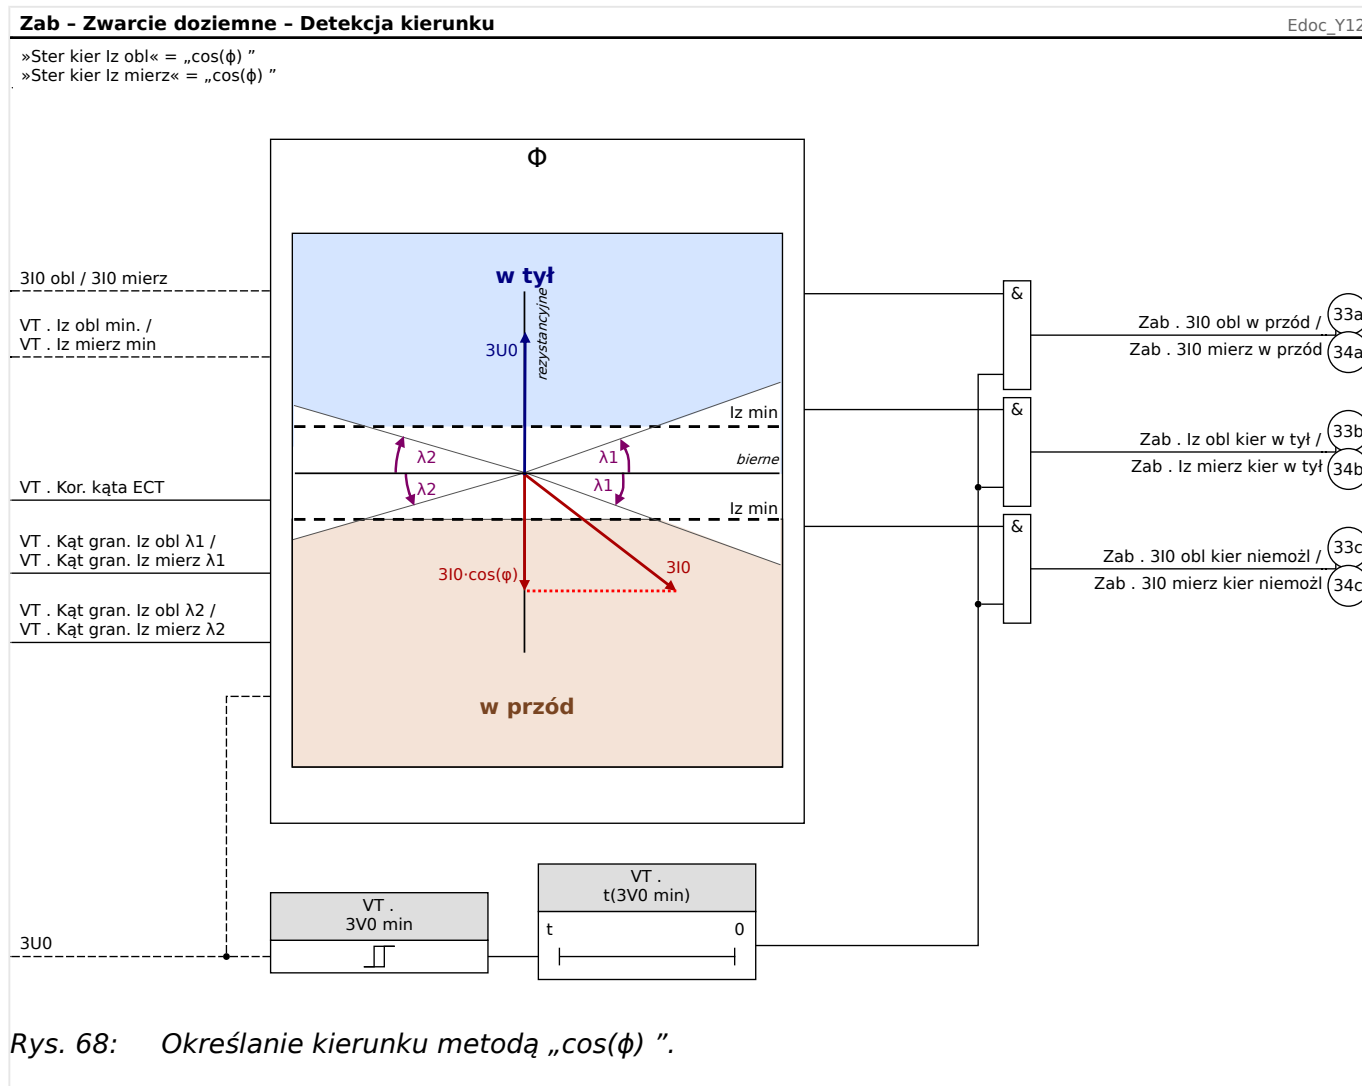 Zab – Zwarcie doziemne – Detekcja kierunku
Edoc_Y12
»Ster kier Iz obl« = „cos(ϕ) ”
»Ster kier Iz mierz« = „cos(ϕ) ”
Φ
w tył
rezystancyjne
3U0
Iz min
λ2
λ1
bierne
λ2
λ1
Iz min
3I0·cos(φ)
3I0
w przód
3I0 obl / 3I0 mierz
VT . Iz obl min. /
VT . Iz mierz min
VT . Kor. kąta ECT
VT . Kąt gran. Iz obl λ1 /
VT . Kąt gran. Iz mierz λ1
VT . Kąt gran. Iz obl λ2 /
VT . Kąt gran. Iz mierz λ2
3U0
VT .
3V0 min
VT .
t(3V0 min)
t
0
&
Zab . 3I0 obl w przód /
33a
Zab . 3I0 mierz w przód
34a
&
Zab . Iz obl kier w tył /
33b
Zab . Iz mierz kier w tył
34b
&
Zab . 3I0 obl kier niemożl /
33c
Zab . 3I0 mierz kier niemożl
34c
Rys. 68: Określanie kierunku metodą „cos(ϕ) ”.